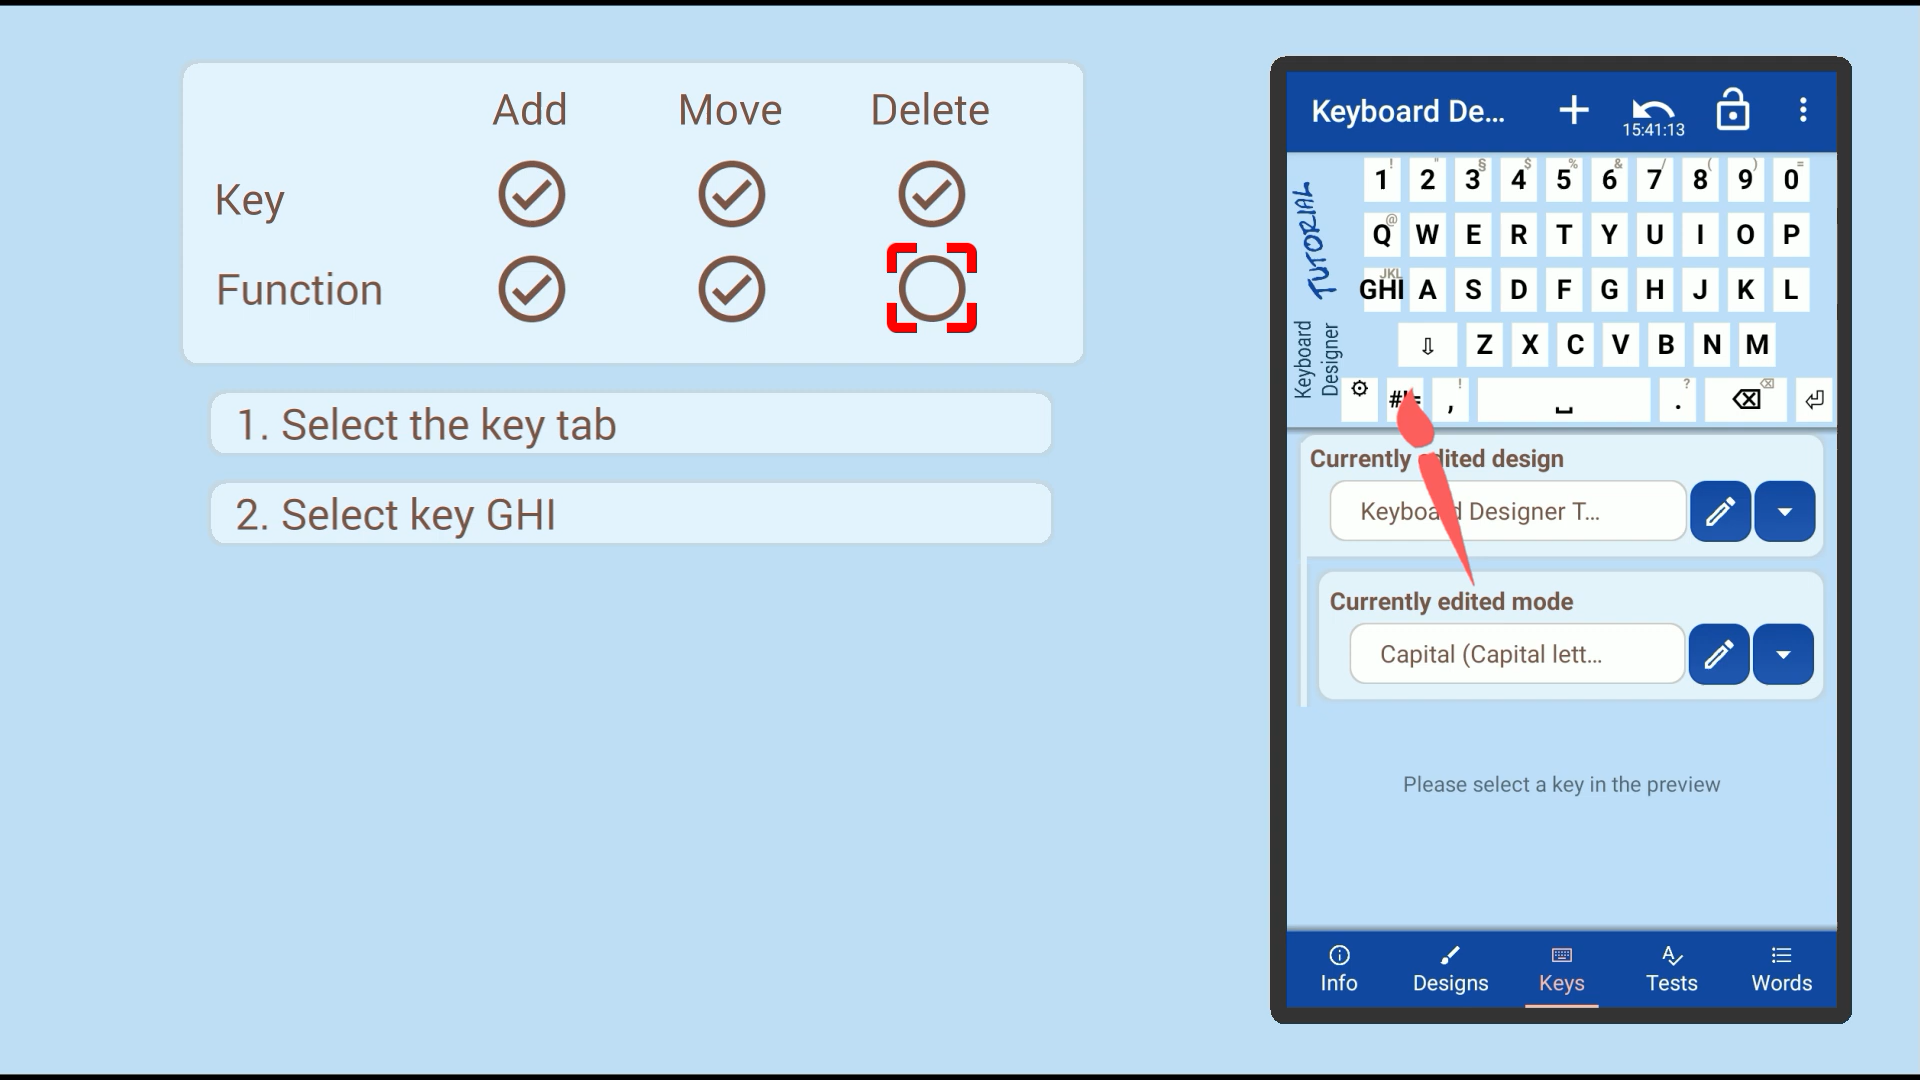 Add Move Delete
Key
Function
1. Select the key tab
2. Select key GHI
Keyboard De...
15:41:13
TUTORIAL
Keyboard
Designer
1 ! 2 " 3 § 4 $ 5 % 6 & 7 / 8 ( 9 ) 0 =
Q @ W E R T Y U I O P
GHI JKL A S D F G H J K L
⇩ Z X C V B N M
, ! . ?
Currently edited design
Keyboard Designer T...
Currently edited mode
Capital (Capital lett...
Please select a key in the preview
Info Designs Keys Tests Words